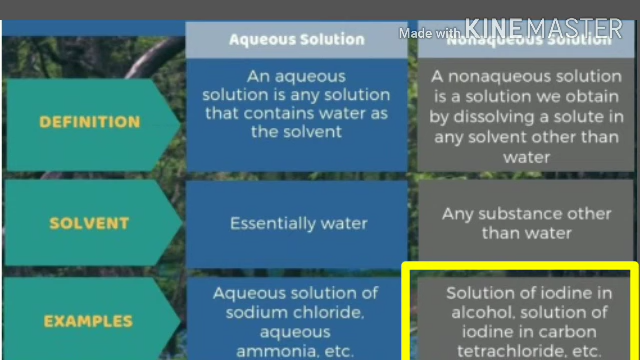 Made with KINEMASTER
Aqueous Solution
Nonaqueous Solution
DEFINITION
An aqueous
solution is any solution
that contains water as
the solvent
A nonaqueous solution
is a solution we obtain
by dissolving a solute in
any solvent other than
water
SOLVENT
Essentially water
Any substance other
than water
EXAMPLES
Aqueous solution of
sodium chloride,
aqueous
ammonia, etc.
Solution of iodine in
alcohol, solution of
iodine in carbon
tetrachloride, etc.